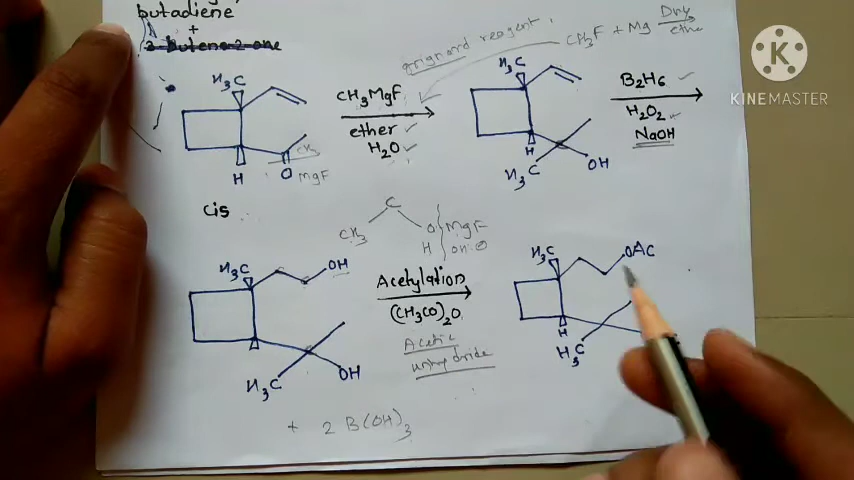 butadiene
+
3-butene-2-one
grignard reagent.
CH3F + Mg Dry ether
KINEMASTER
H3C
CH3MgF
ether
H2O
CH3
H
O
MgF
H3C
H
H3C
OH
B2H6
H2O2
NaOH
cis
CH3
C
O
MgF
H
OH
H3C
OH
H3C
OH
Acetylation
(CH3CO)2O
Acetic
H3C
OAC
H
H3C
+ 2 B(OH)3